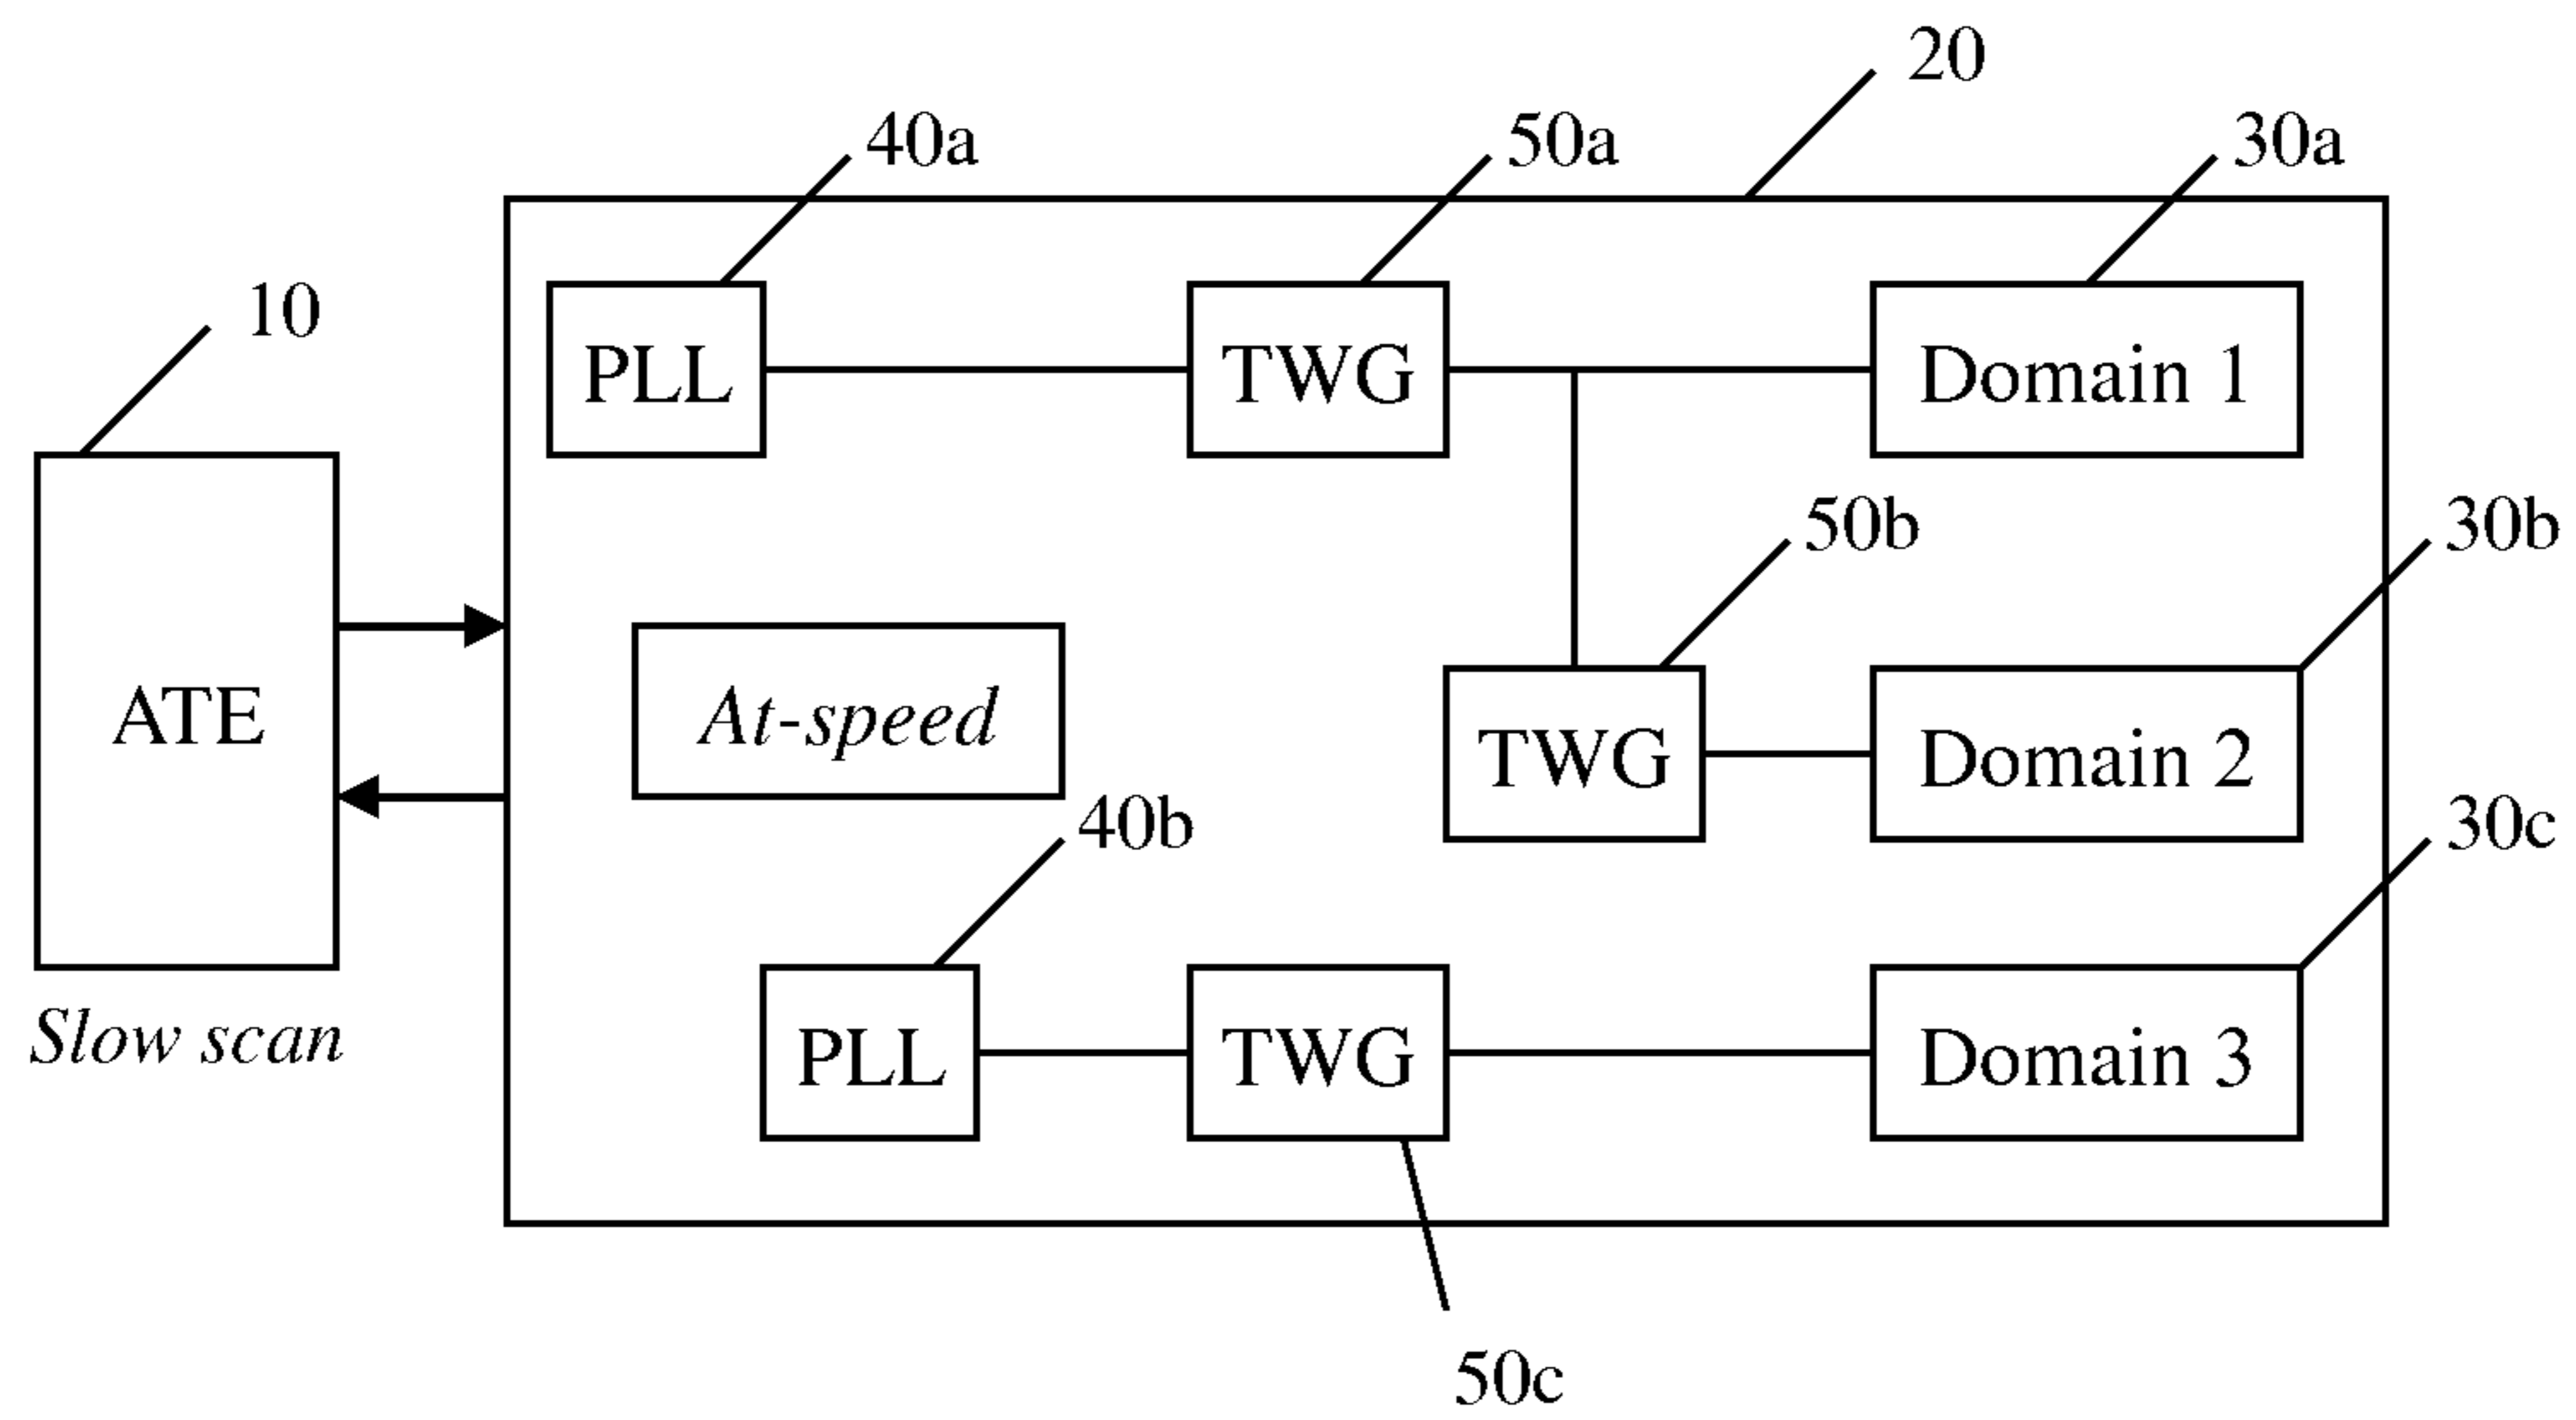 20
40a
50a
30a
10
PLL
TWG
Domain 1
50b
30b
ATE
At-speed
TWG
Domain 2
40b
30c
Slow scan
PLL
TWG
Domain 3
50c